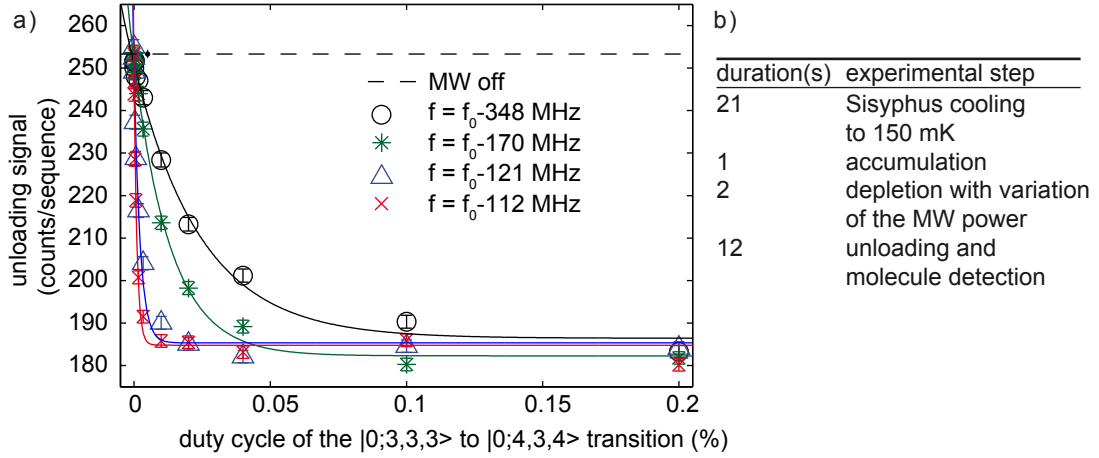 a)
260
250
240
230
220
210
200
190
180
unloading signal
(counts/sequence)
MW off
f = f0-348 MHz
f = f0-170 MHz
f = f0-121 MHz
f = f0-112 MHz
0
0.05
0.1
0.15
0.2
duty cycle of the |0;3,3,3> to |0;4,3,4> transition (%)
b)
duration(s) experimental step
21 Sisyphus cooling
to 150 mK
1 accumulation
2 depletion with variation
of the MW power
12 unloading and
molecule detection